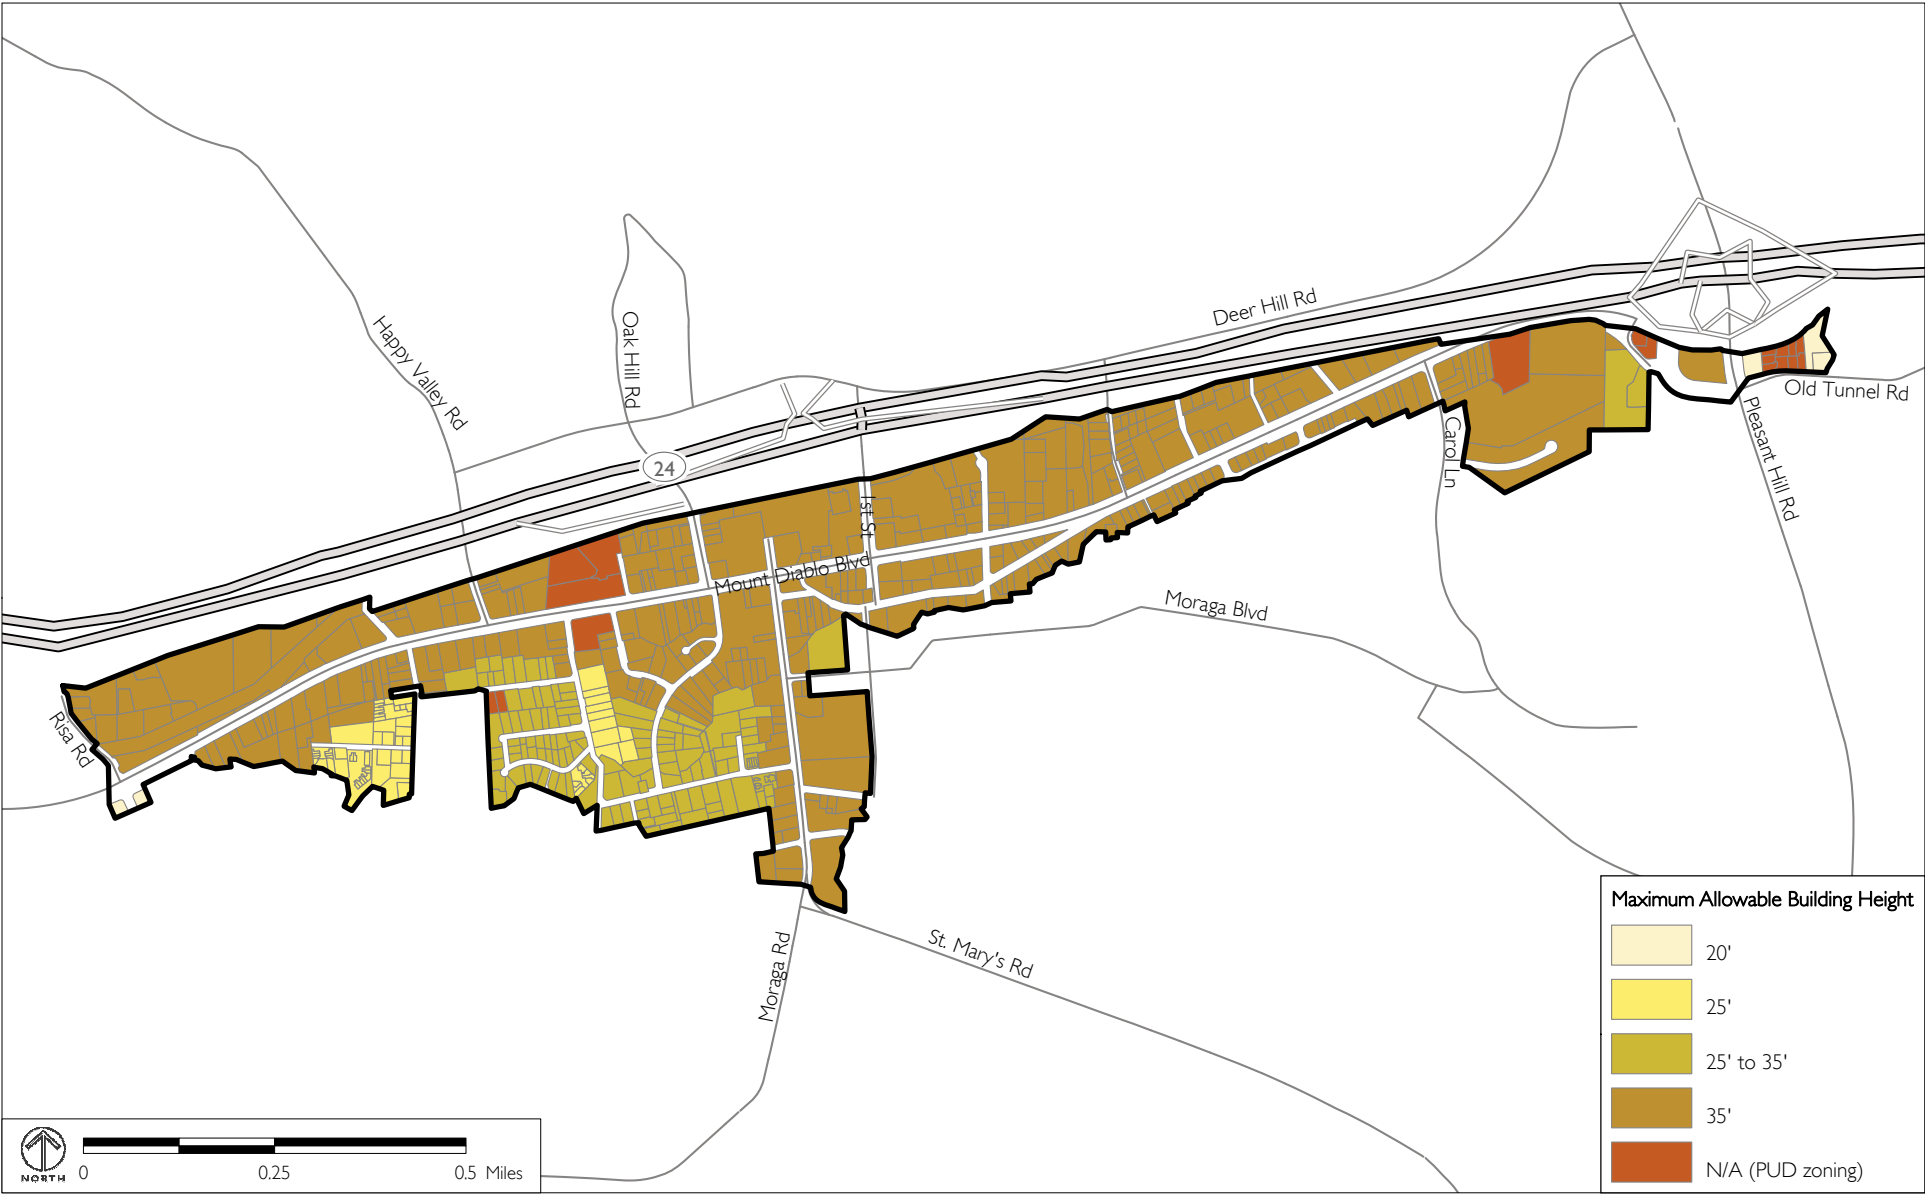 Happy Valley Rd
Oak Hill Rd
Deer Hill Rd
24
1st St
Mount Diablo Blvd
Moraga Blvd
Carol Ln
Pleasant Hill Rd
Old Tunnel Rd
Risa Rd
Moraga Rd
St. Mary's Rd
Maximum Allowable Building Height
20'
25'
25' to 35'
35'
N/A (PUD zoning)
NORTH
0 0.25 0.5 Miles